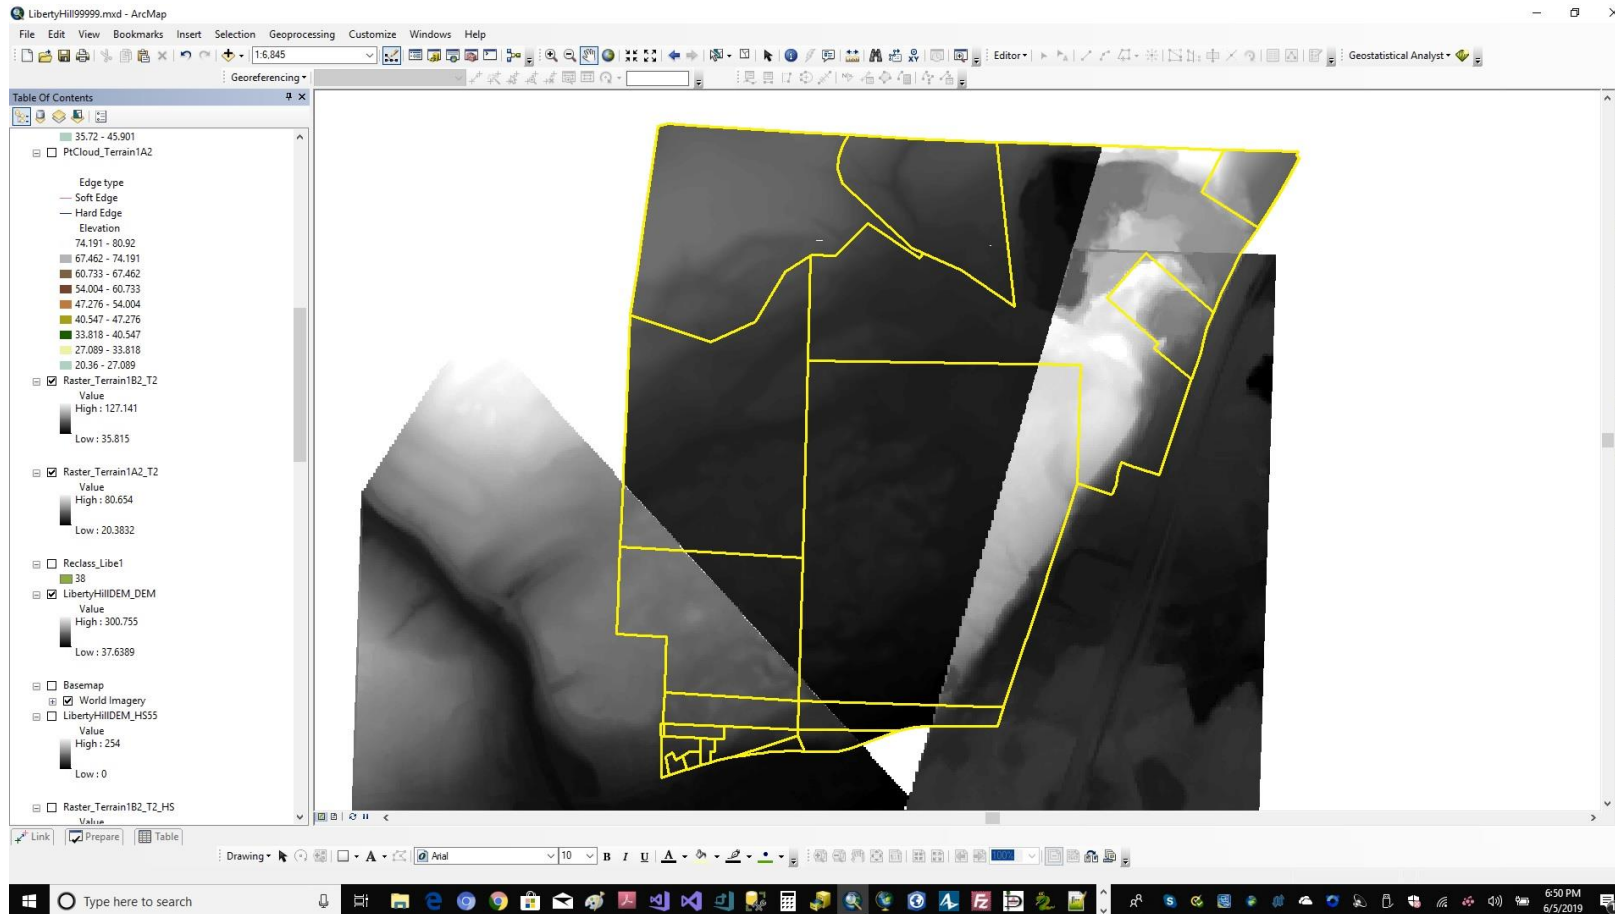 LibertyHill99999.mxd - ArcMap
File Edit View Bookmarks Insert Selection Geoprocessing Customize Windows Help
1:6,845
Editor
Geostatistical Analyst
Georeferencing
Table Of Contents
35.72 - 45.901
PtCloud_Terrain1A2
Edge type
Soft Edge
Hard Edge
Elevation
74.191 - 80.92
67.462 - 74.191
60.733 - 67.462
54.004 - 60.733
47.276 - 54.004
40.547 - 47.276
33.818 - 40.547
27.089 - 33.818
20.36 - 27.089
Raster_Terrain1B2_T2
Value
High : 127.141
Low : 35.815
Raster_Terrain1A2_T2
Value
High : 80.654
Low : 20.3832
Reclass_Libe1
38
LibertyHillDEM_DEM
Value
High : 300.755
Low : 37.6389
Basemap
World Imagery
LibertyHillDEM_HS55
Value
High : 254
Low : 0
Raster_Terrain1B2_T2_HS
Value
Link Prepare Table
Drawing A Arial 10 B I U A
100%
Type here to search
6:50 PM
6/5/2019